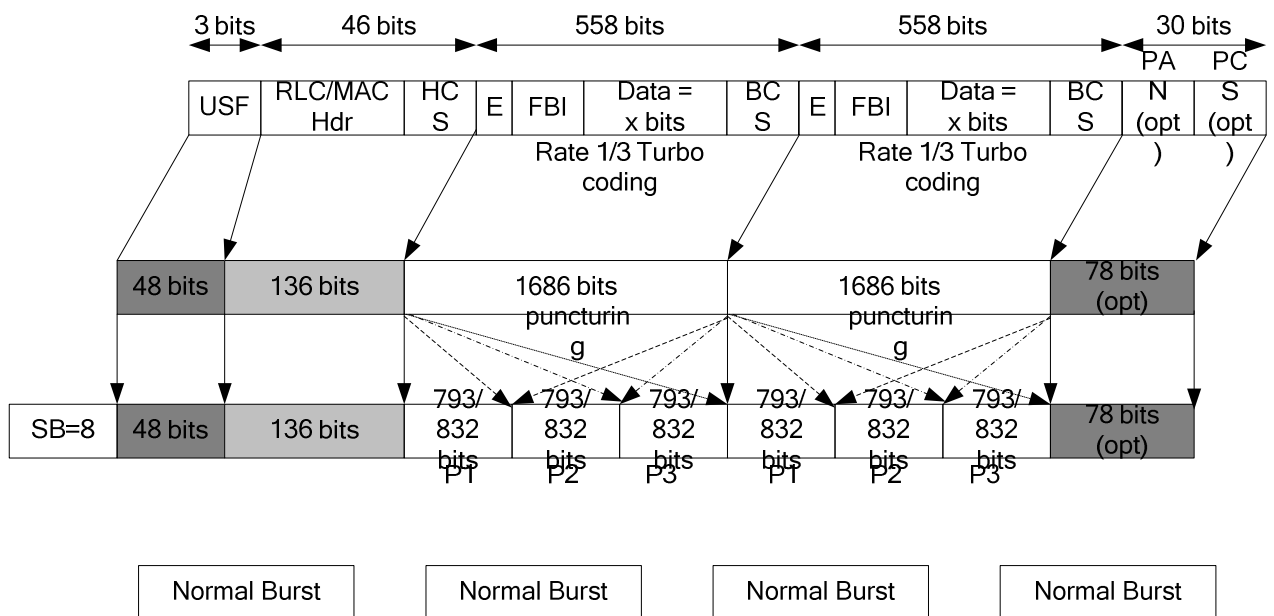 3 bits 46 bits 558 bits 558 bits 30 bits
USF
RLC/MAC
Hdr
HC
S
E
FBI
Data =
x bits
BC
S
E
FBI
Data =
x bits
BC
S
PA
N
(opt
)
PC
S
(opt
)
Rate 1/3 Turbo
coding
Rate 1/3 Turbo
coding
48 bits
136 bits
1686 bits
puncturin
g
1686 bits
puncturin
g
78 bits
(opt)
SB=8
48 bits
136 bits
793/
832
bits
P1
793/
832
bits
P2
793/
832
bits
P3
793/
832
bits
P1
793/
832
bits
P2
793/
832
bits
P3
78 bits
(opt)
Normal Burst Normal Burst Normal Burst Normal Burst